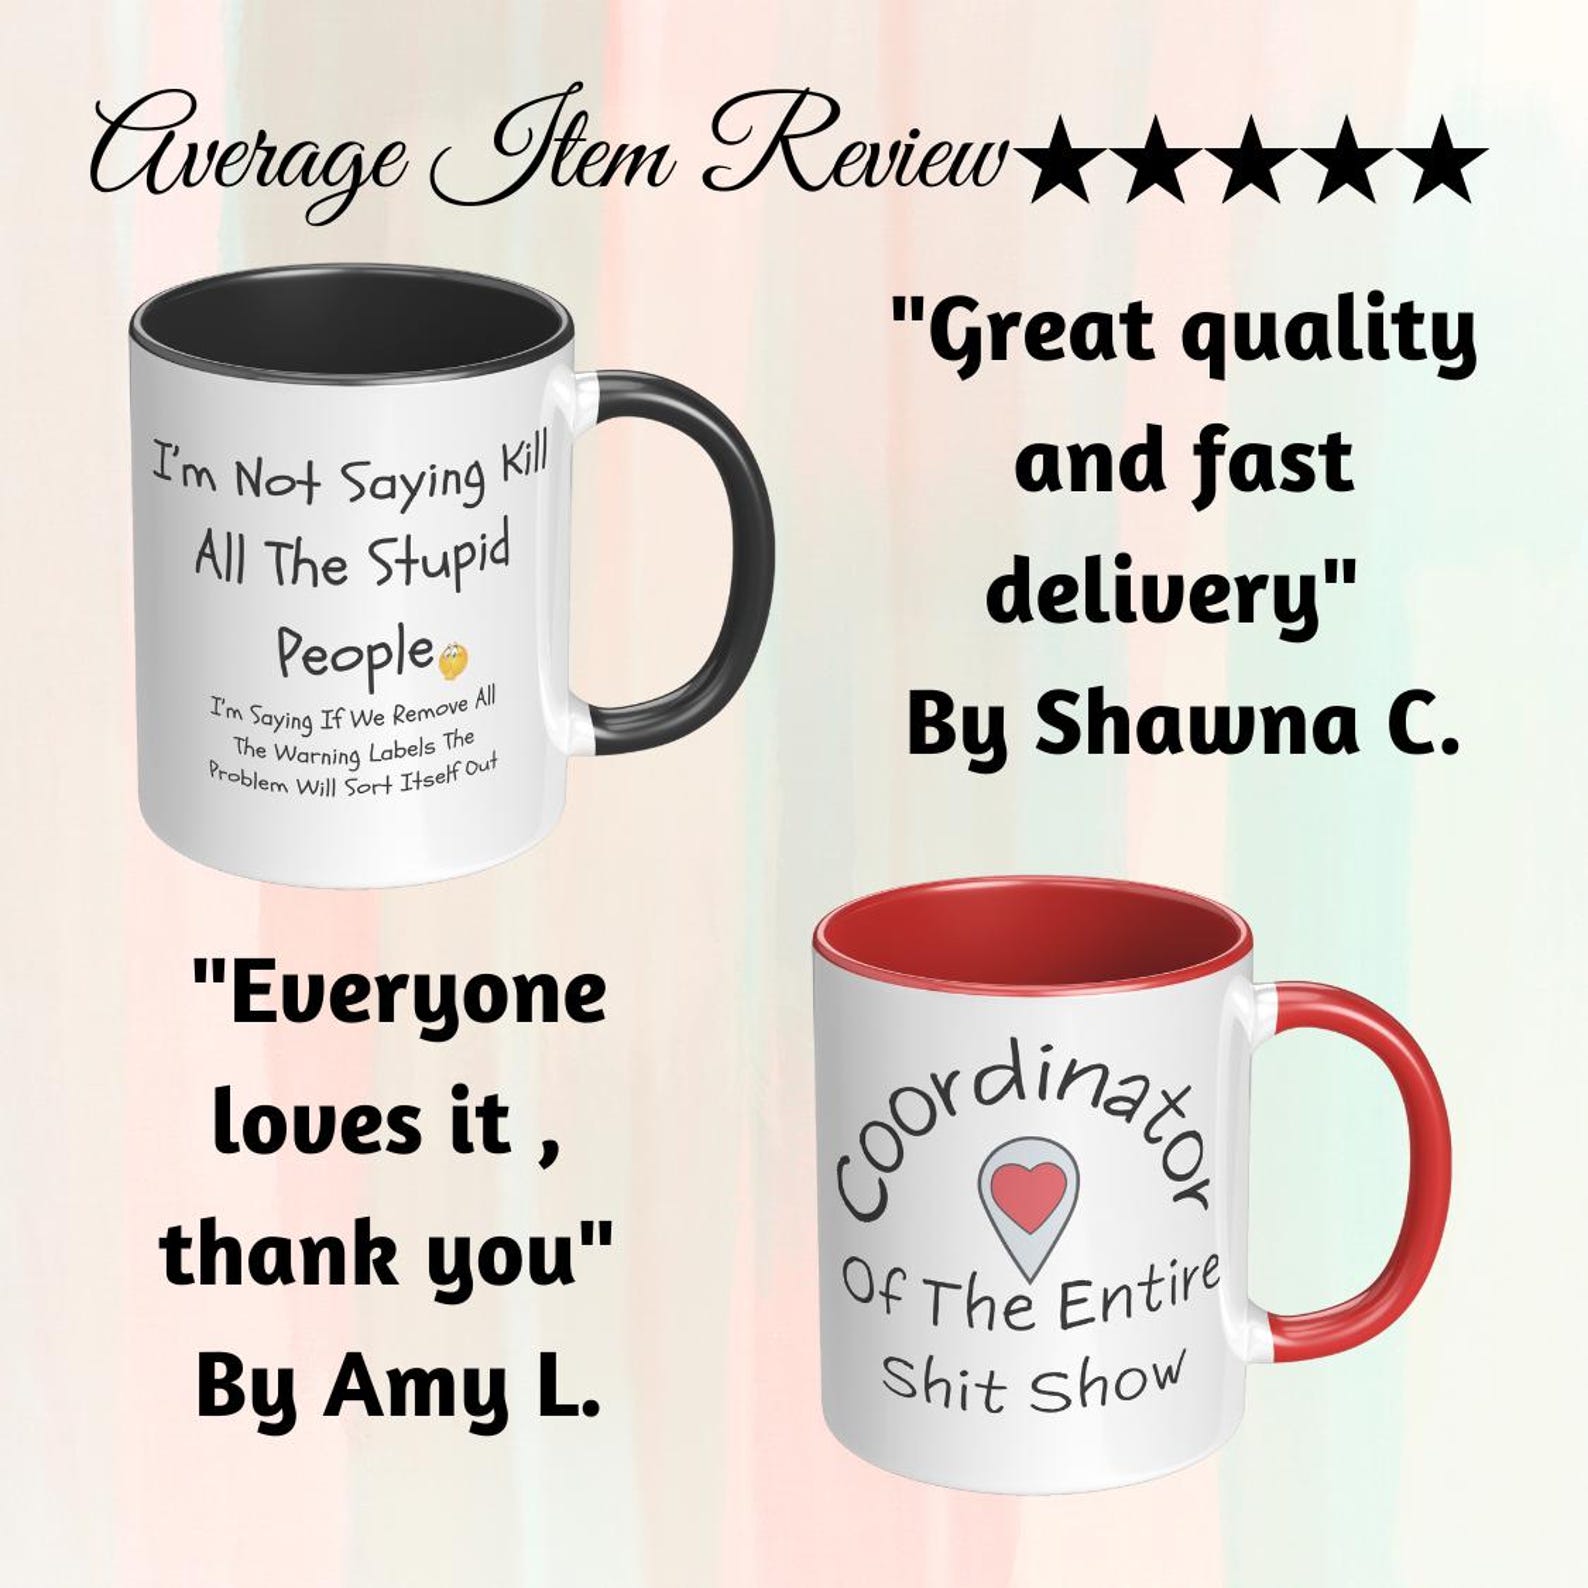 Average Item Review★★★★★
I'm Not Saying Kill
All The Stupid
People
I'm Saying If We Remove All
The Warning Labels The
Problem Will Sort Itself Out
"Great quality
and fast
delivery"
By Shawna C.
"Everyone
loves it ,
thank you"
By Amy L.
Coordinator
Of The Entire
Shit Show